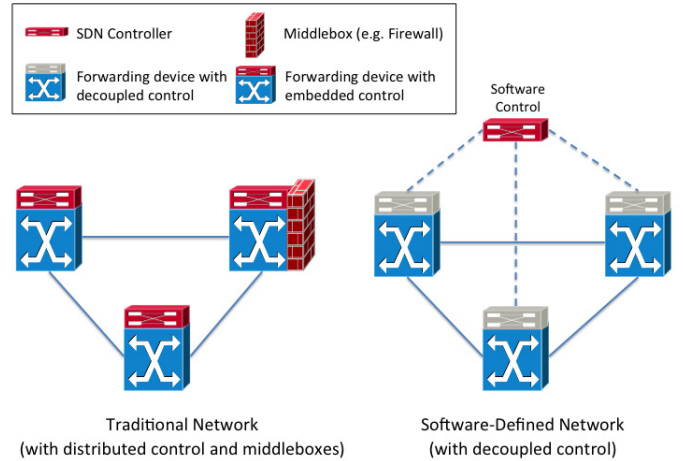 SDN Controller
Middlebox (e.g. Firewall)
Forwarding device with
decoupled control
Forwarding device with
embedded control
Software
Control
Traditional Network
(with distributed control and middleboxes)
Software-Defined Network
(with decoupled control)